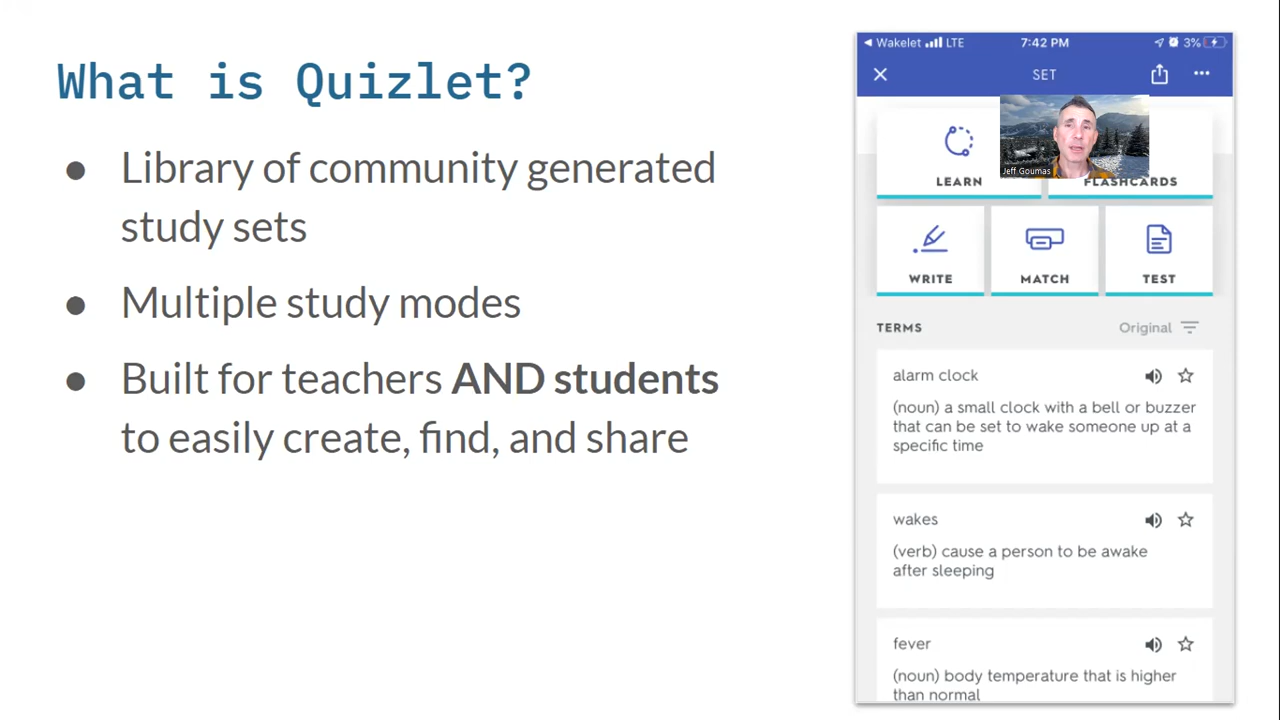 What is Quizlet?
● Library of community generated
study sets
● Multiple study modes
● Built for teachers AND students
to easily create, find, and share
Wakelet LTE 7:42 PM 3%
SET
Jeff Goumas
LEARN FLASHCARDS
WRITE MATCH TEST
TERMS Original
alarm clock
(noun) a small clock with a bell or buzzer
that can be set to wake someone up at a
specific time
wakes
(verb) cause a person to be awake
after sleeping
fever
(noun) body temperature that is higher
than normal